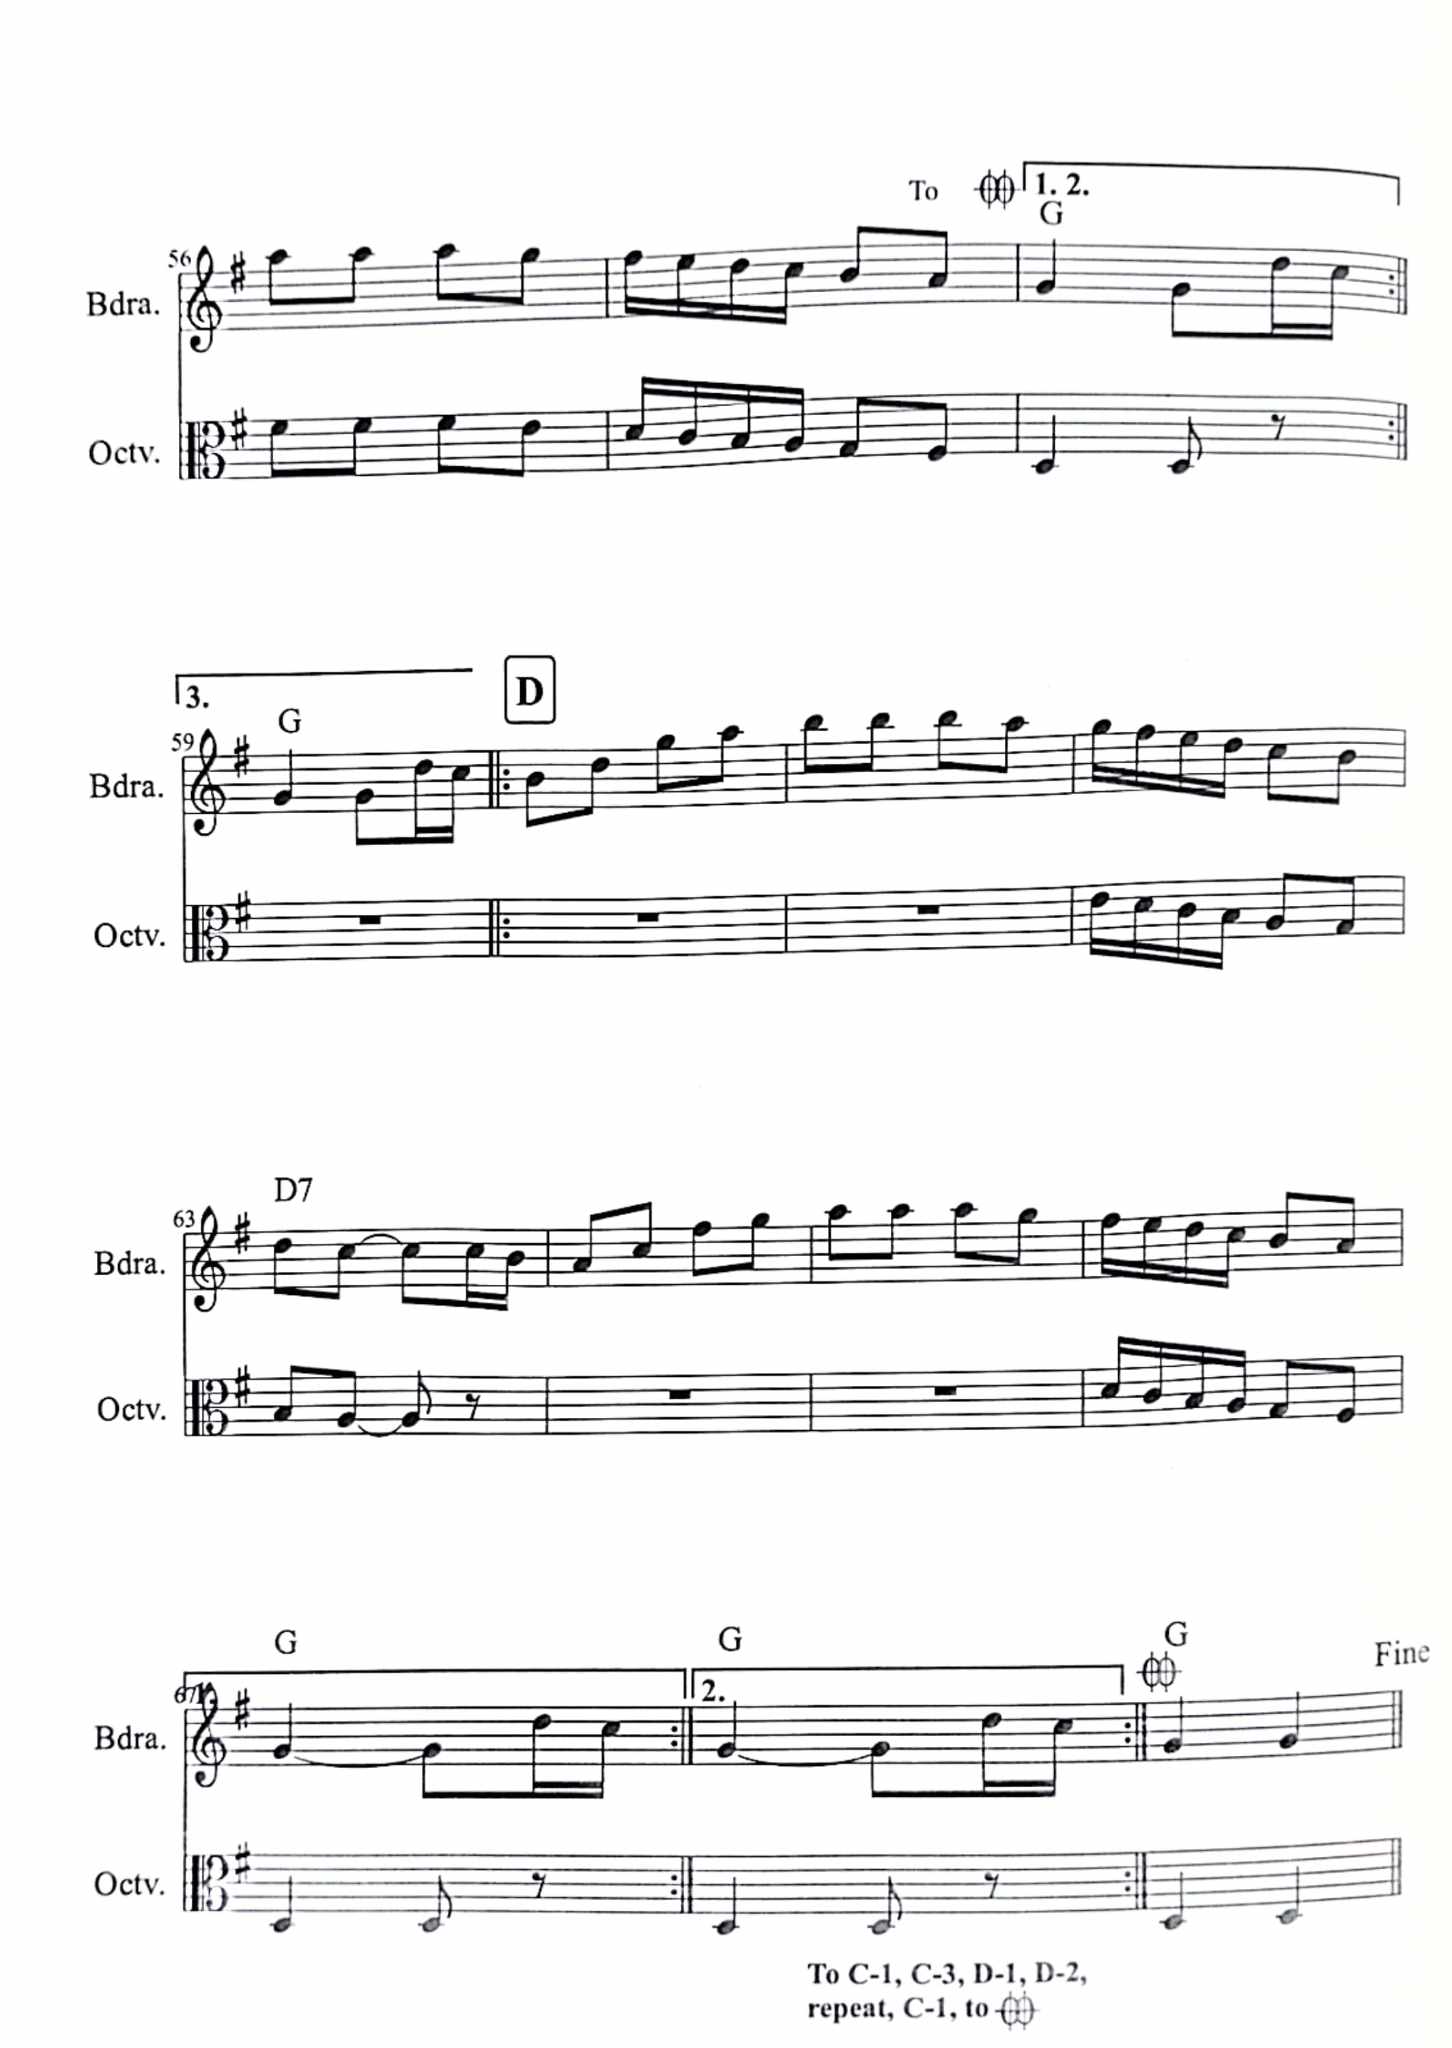 To
1. 2.
G
56
Bdra.
Octv.
3.
D
G
59
Bdra.
Octv.
D7
63
Bdra.
Octv.
G
G
G
Fine
67
1.
2.
Bdra.
Octv.
To C-1, C-3, D-1, D-2,
repeat, C-1, to